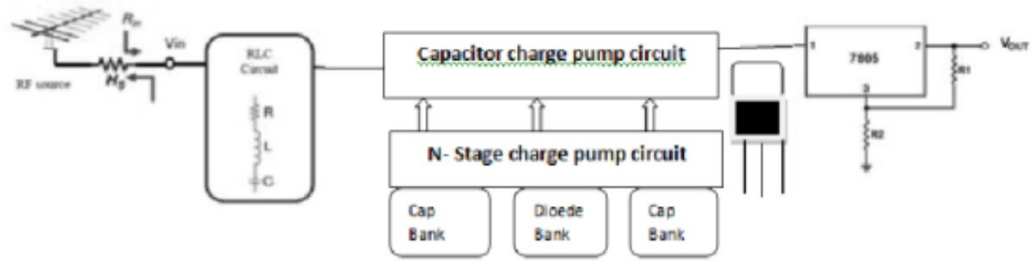 Rin
Vin
RF source
RLC
Circuit
R
L
C
Capacitor charge pump circuit
N- Stage charge pump circuit
Cap
Bank
Dioede
Bank
Cap
Bank
1
7805
2
3
VOUT
R1
R2